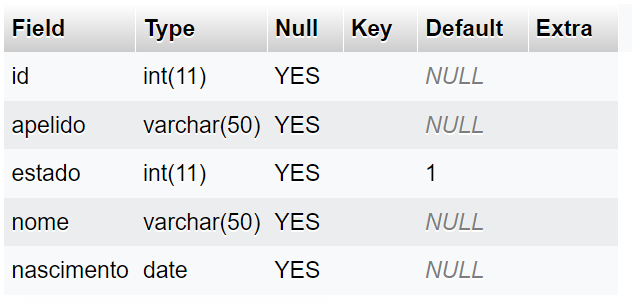 Field Type Null Key Default Extra
id int(11) YES NULL
apelido varchar(50) YES NULL
estado int(11) YES 1
nome varchar(50) YES NULL
nascimento date YES NULL